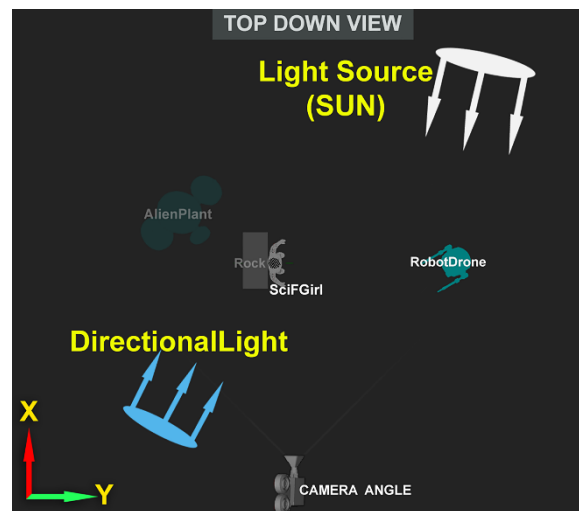 TOP DOWN VIEW
Light Source
(SUN)
AlienPlant
Rock
SciFGirl
RobotDrone
DirectionalLight
X
Y
CAMERA ANGLE